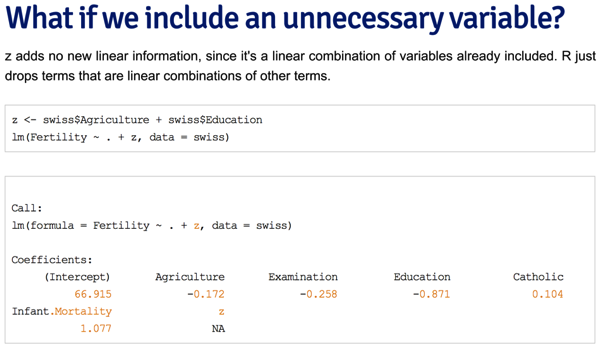 What if we include an unnecessary variable?
z adds no new linear information, since it's a linear combination of variables already included. R just
drops terms that are linear combinations of other terms.
z <- swiss$Agriculture + swiss$Education
lm(Fertility ~ . + z, data = swiss)
Call:
lm(formula = Fertility ~ . + z, data = swiss)
Coefficients:
(Intercept) Agriculture Examination Education Catholic
66.915 -0.172 -0.258 -0.871 0.104
Infant.Mortality z
1.077 NA